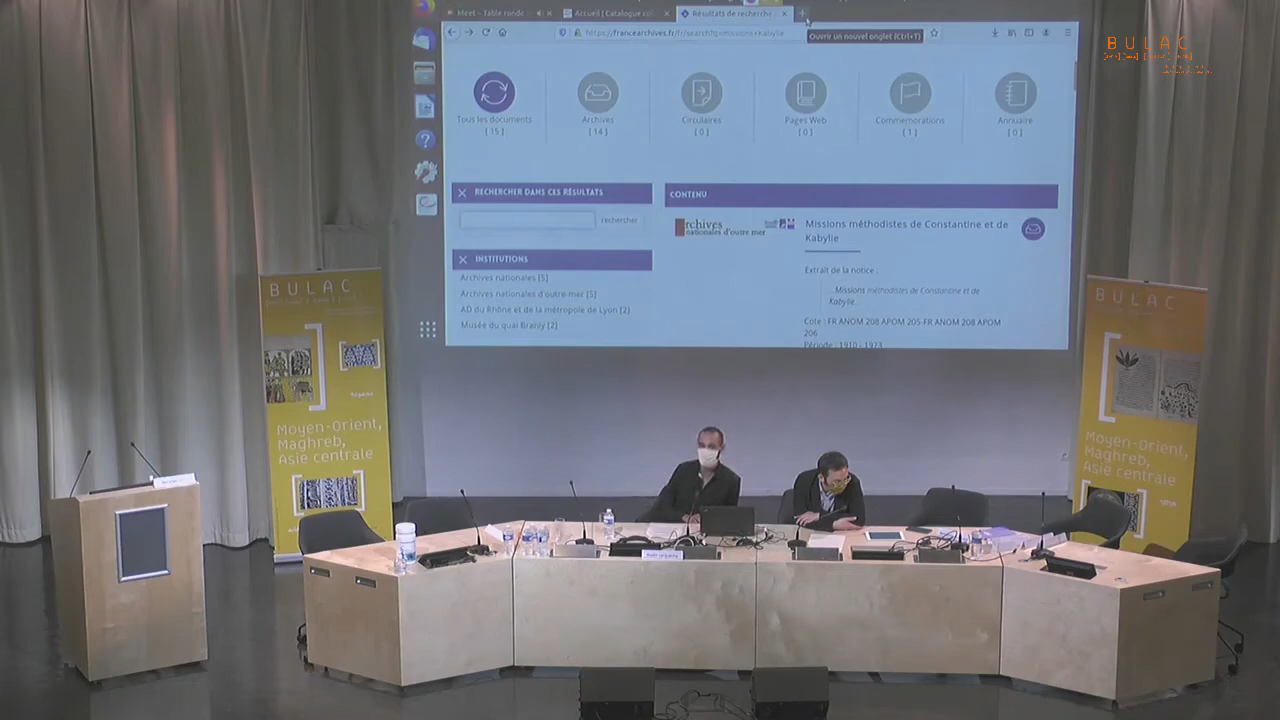 Meet - Table ronde
Accueil | Catalogue
Résultats de recherche
https://francearchives.fr/fr/search?q=missions+Kabylie
Ouvrir un nouvel onglet (Ctrl+T)
BULAC
Tous les documents
[ 15 ]
Archives
[ 14 ]
Circulaires
[ 0 ]
Pages Web
[ 0 ]
Commémorations
[ 1 ]
Annuaire
[ 0 ]
RECHERCHER DANS CES RÉSULTATS
rechercher
INSTITUTIONS
Archives nationales [5]
Archives nationales d'outre-mer [5]
AD du Rhône et de la métropole de Lyon [2]
Musée du quai Branly [2]
CONTENU
Archives
nationales d'outre mer
Missions méthodistes de Constantine et de
Kabylie
Extrait de la notice :
...Missions méthodistes de Constantine et de
Kabylie...
Cote : FR ANOM 208 APOM 205-FR ANOM 208 APOM
206
Période : 1910 - 1973
BULAC
Moyen-Orient,
Maghreb,
Asie centrale
BULAC
Moyen-Orient,
Maghreb,
Asie centrale